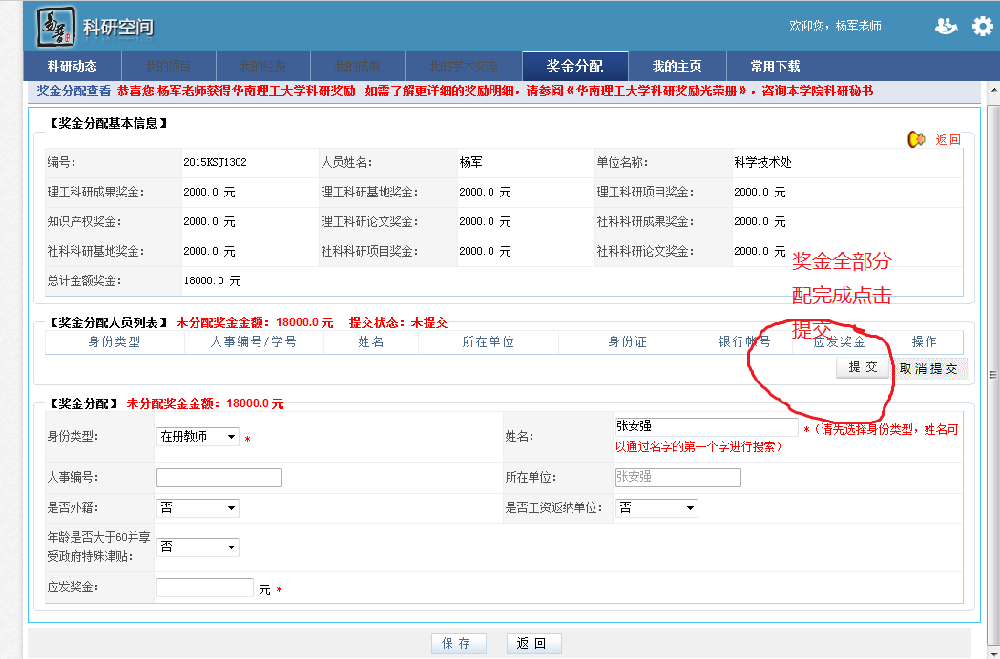 易普 科研空间 欢迎您，杨军老师
科研动态 我的项目 我的经费 我的成果 我的学术交流 奖金分配 我的主页 常用下载
奖金分配查看 恭喜您,杨军老师获得华南理工大学科研奖励 如需了解更详细的奖励明细，请参阅《华南理工大学科研奖励光荣册》，咨询本学院科研秘书
【奖金分配基本信息】
返回
编号： 2015KSJ1302 人员姓名： 杨军 单位名称： 科学技术处
理工科研成果奖金： 2000.0 元 理工科研基地奖金： 2000.0 元 理工科研项目奖金： 2000.0 元
知识产权奖金： 2000.0 元 理工科研论文奖金： 2000.0 元 社科科研成果奖金： 2000.0 元
社科科研基地奖金： 2000.0 元 社科科研项目奖金： 2000.0 元 社科科研论文奖金： 2000.0 元
总计金额奖金： 18000.0 元
奖金全部分
配完成点击
提交
【奖金分配人员列表】 未分配奖金金额：18000.0 元 提交状态：未提交
身份类型 人事编号/学号 姓名 所在单位 身份证 银行帐号 应发奖金 操作
提 交 取消提交
【奖金分配】 未分配奖金金额：18000.0 元
身份类型： 在册教师 * 姓名： 张安强 *（请先选择身份类型，姓名可
以通过名字的第一个字进行搜索）
人事编号： 所在单位： 张安强
是否外籍： 否 是否工资返纳单位： 否
年龄是否大于60并享
受政府特殊津贴： 否
应发奖金： 元 *
保 存 返 回